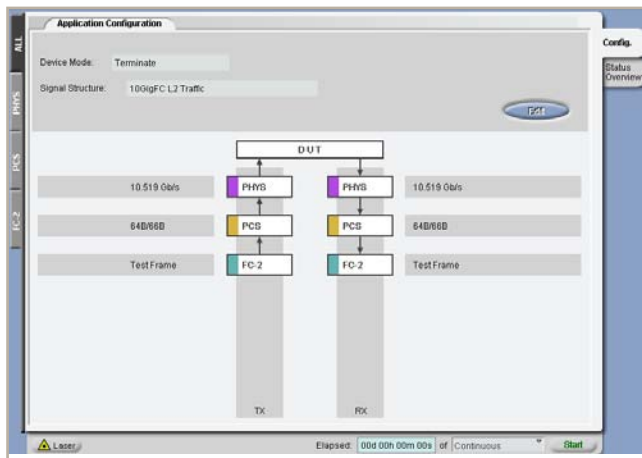 Application Configuration
ALL
PHYS
PCS
FC-2
Config.
Status
Overview
Device Mode: Terminate
Signal Structure: 10GigFC L2 Traffic
Edit
DUT
10.519 Gb/s PHYS PHYS 10.519 Gb/s
64B/66B PCS PCS 64B/66B
Test Frame FC-2 FC-2 Test Frame
TX RX
Laser Elapsed: 00d 00h 00m 00s of Continuous Start